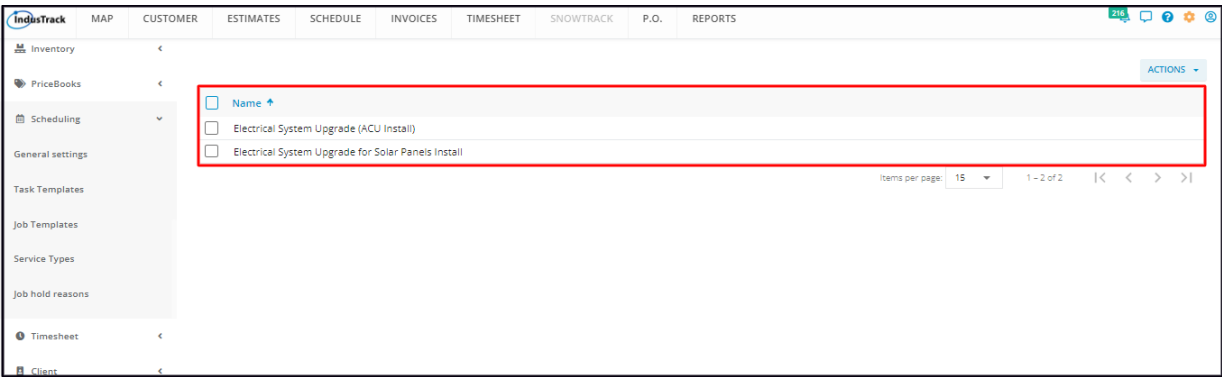 IndusTrack MAP CUSTOMER ESTIMATES SCHEDULE INVOICES TIMESHEET SNOWTRACK P.O. REPORTS 216
Inventory
ACTIONS
PriceBooks
Name
Scheduling
Electrical System Upgrade (ACU Install)
General settings
Electrical System Upgrade for Solar Panels Install
Items per page: 15 1 – 2 of 2
Task Templates
Job Templates
Service Types
Job hold reasons
Timesheet
Client